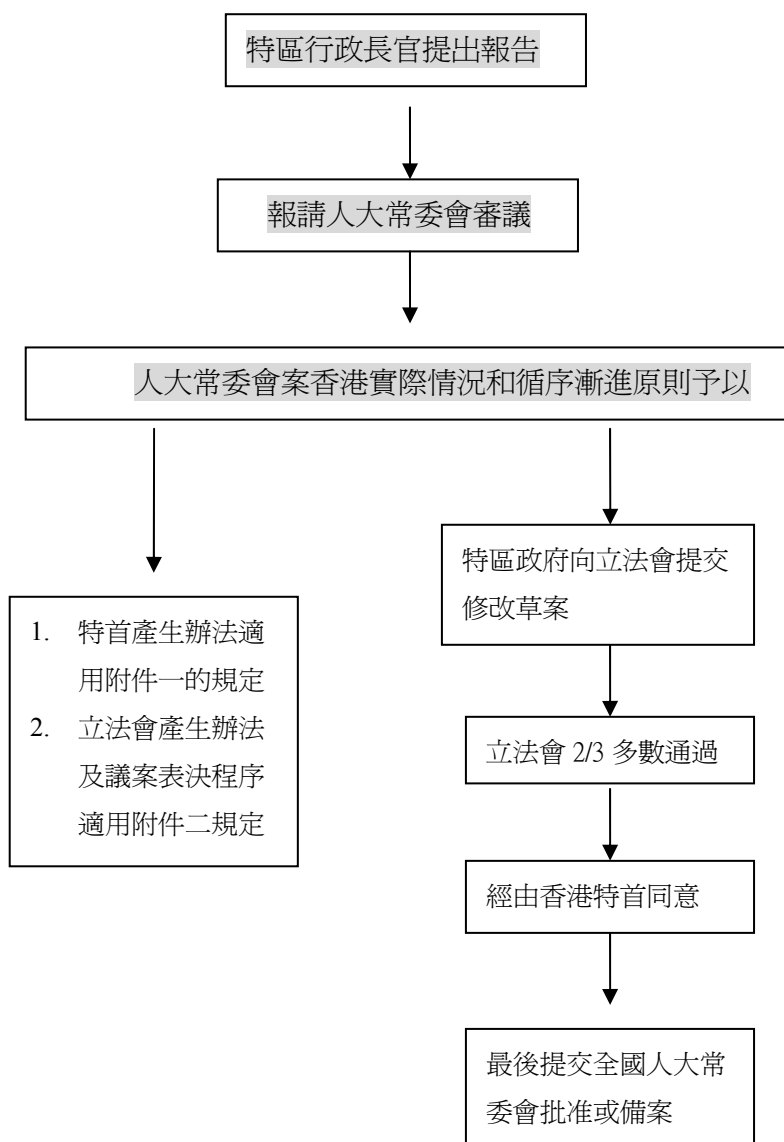 特區行政長官提出報告
報請人大常委會審議
人大常委會案香港實際情況和循序漸進原則予以
1. 特首產生辦法適
用附件一的規定
2. 立法會產生辦法
及議案表決程序
適用附件二規定
特區政府向立法會提交
修改草案
立法會 2/3 多數通過
經由香港特首同意
最後提交全國人大常
委會批准或備案